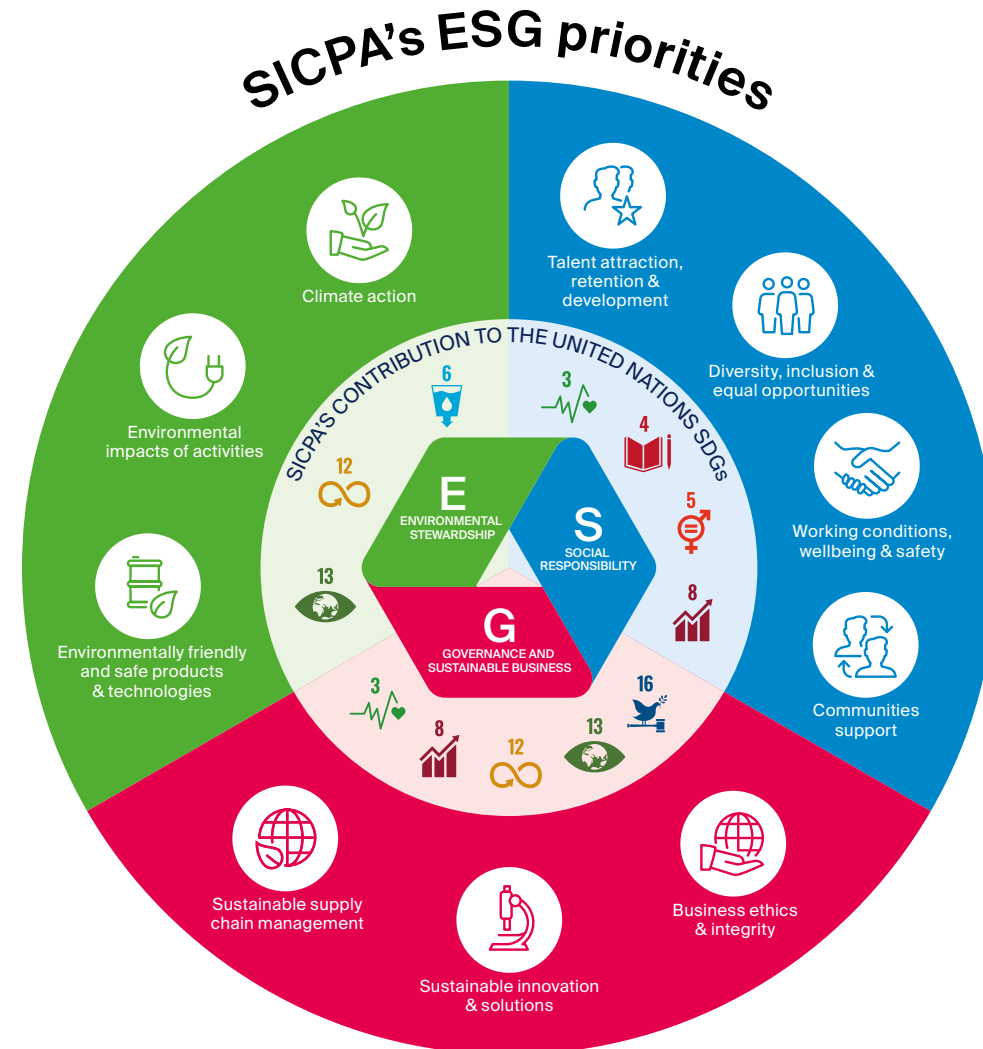 SICPA's ESG priorities
Climate action
Environmental
impacts of activities
Environmentally friendly
and safe products
& technologies
Talent attraction,
retention &
development
Diversity, inclusion &
equal opportunities
Working conditions,
wellbeing & safety
Communities
support
Sustainable supply
chain management
Sustainable innovation
& solutions
Business ethics
& integrity
SICPA'S CONTRIBUTION TO THE UNITED NATIONS SDGs
6
12
13
3
4
5
8
3
8
12
13
16
E
ENVIRONMENTAL
STEWARDSHIP
S
SOCIAL
RESPONSIBILITY
G
GOVERNANCE AND
SUSTAINABLE BUSINESS